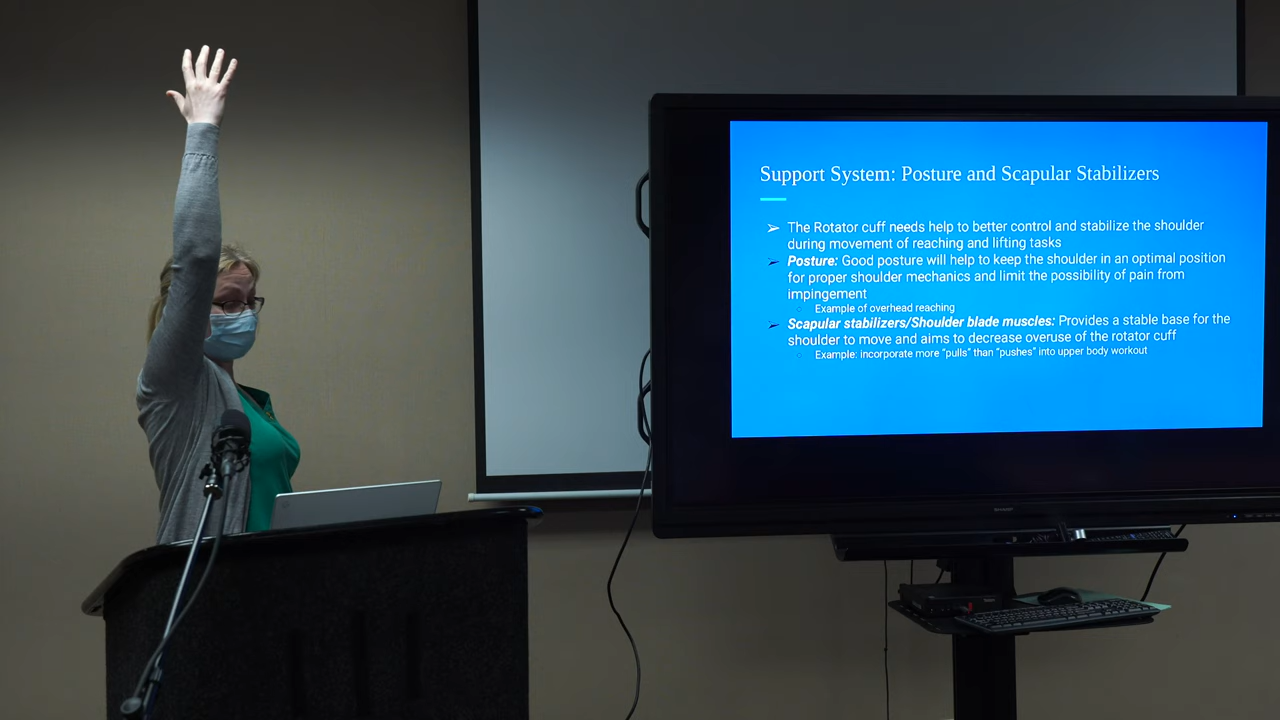 Support System: Posture and Scapular Stabilizers
➢ The Rotator cuff needs help to better control and stabilize the shoulder
during movement of reaching and lifting tasks
➢ Posture: Good posture will help to keep the shoulder in an optimal position
for proper shoulder mechanics and limit the possibility of pain from
impingement
○ Example of overhead reaching
➢ Scapular stabilizers/Shoulder blade muscles: Provides a stable base for the
shoulder to move and aims to decrease overuse of the rotator cuff
○ Example: incorporate more “pulls” than “pushes” into upper body workout
SHARP